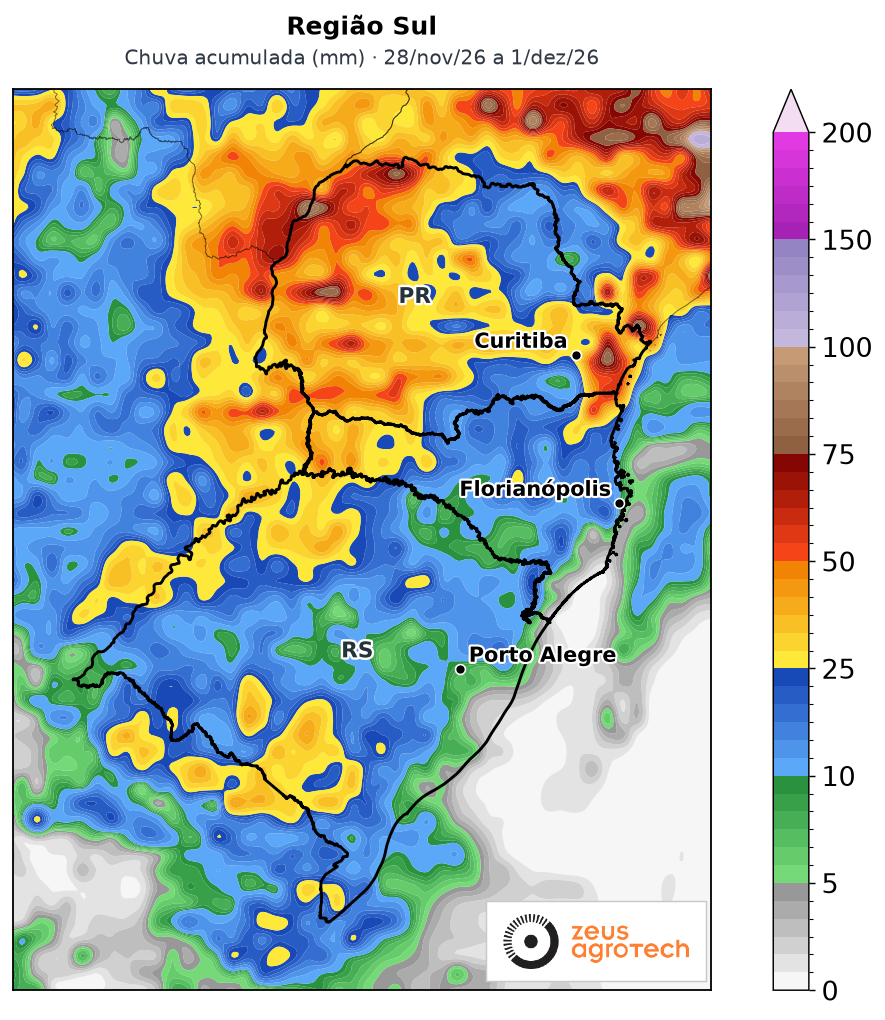 Região Sul
Chuva acumulada (mm) · 28/nov/26 a 1/dez/26
200
150
100
75
50
25
10
5
0
PR
Curitiba
Florianópolis
RS
Porto Alegre
zeus
agrotech